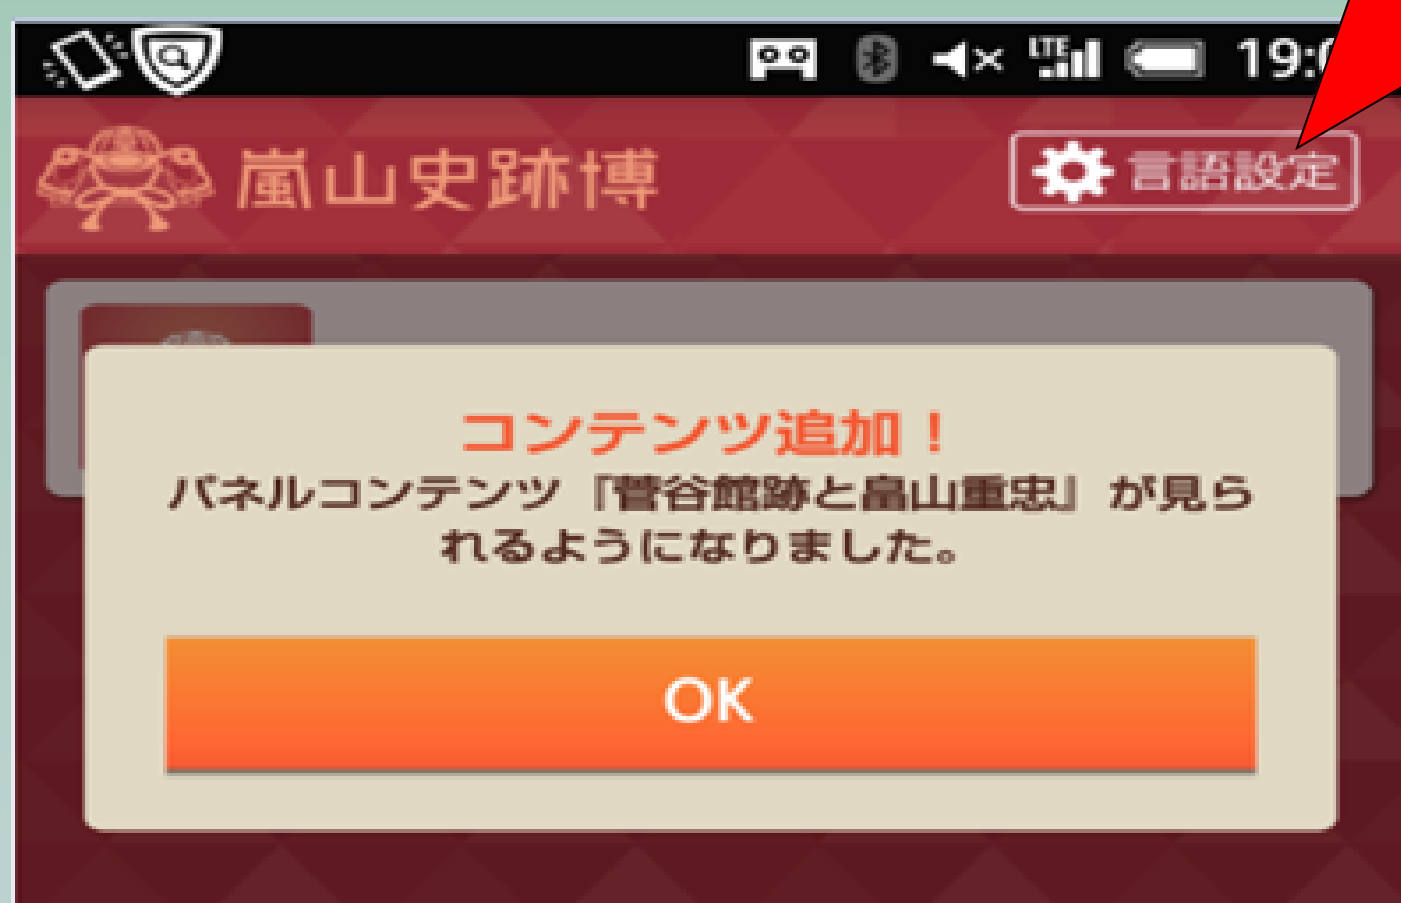 LTE 19:
嵐山史跡博
言語設定
コンテンツ追加！
パネルコンテンツ『菅谷館跡と畠山重忠』が見ら
れるようになりました。
OK